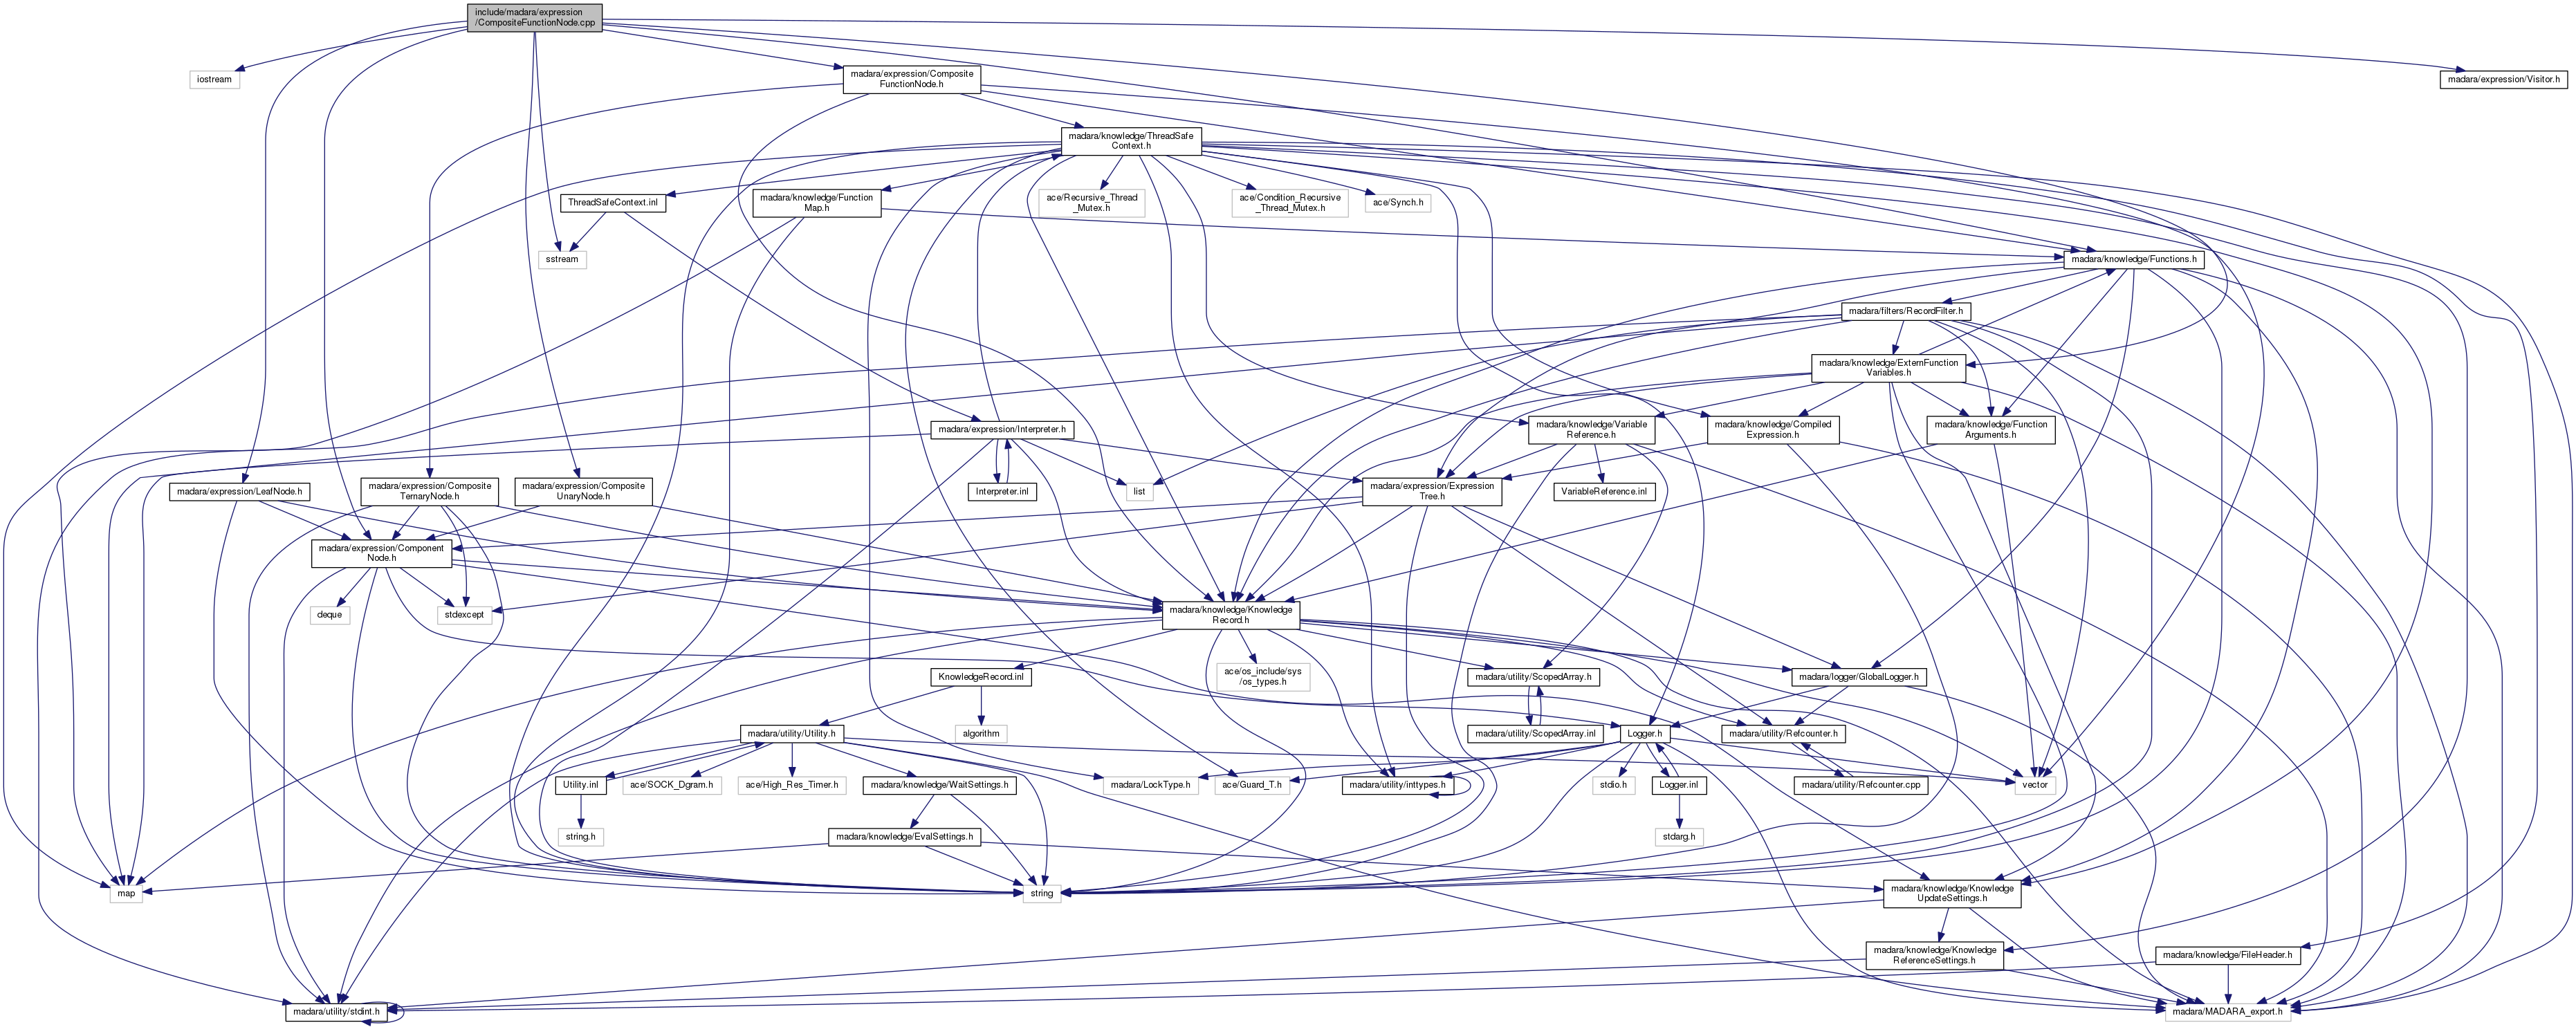 include/madara/expression
/CompositeFunctionNode.cpp
iostream
madara/expression/Composite
FunctionNode.h
madara/expression/Visitor.h
madara/knowledge/ThreadSafe
Context.h
ThreadSafeContext.inl
madara/knowledge/Function
Map.h
ace/Recursive_Thread
_Mutex.h
ace/Condition_Recursive
_Thread_Mutex.h
ace/Synch.h
sstream
madara/knowledge/Functions.h
madara/filters/RecordFilter.h
madara/knowledge/ExternFunction
Variables.h
madara/expression/Interpreter.h
madara/knowledge/Variable
Reference.h
madara/knowledge/Compiled
Expression.h
madara/knowledge/Function
Arguments.h
madara/expression/LeafNode.h
madara/expression/Composite
TernaryNode.h
madara/expression/Composite
UnaryNode.h
Interpreter.inl
list
madara/expression/Expression
Tree.h
VariableReference.inl
madara/expression/Component
Node.h
deque
stdexcept
madara/knowledge/Knowledge
Record.h
KnowledgeRecord.inl
ace/os_include/sys
/os_types.h
madara/utility/ScopedArray.h
madara/logger/GlobalLogger.h
madara/utility/Utility.h
algorithm
madara/utility/ScopedArray.inl
Logger.h
madara/utility/Refcounter.h
Utility.inl
ace/SOCK_Dgram.h
ace/High_Res_Timer.h
madara/knowledge/WaitSettings.h
madara/LockType.h
ace/Guard_T.h
madara/utility/inttypes.h
stdio.h
Logger.inl
madara/utility/Refcounter.cpp
vector
string.h
madara/knowledge/EvalSettings.h
stdarg.h
map
string
madara/knowledge/Knowledge
UpdateSettings.h
madara/knowledge/Knowledge
ReferenceSettings.h
madara/knowledge/FileHeader.h
madara/utility/stdint.h
madara/MADARA_export.h